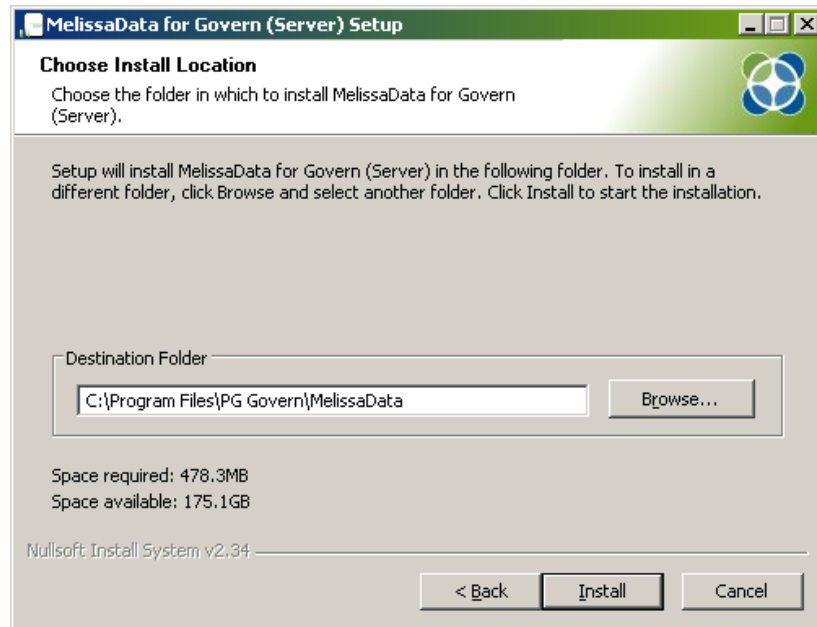 MelissaData for Govern (Server) Setup
Choose Install Location
Choose the folder in which to install MelissaData for Govern
(Server).
Setup will install MelissaData for Govern (Server) in the following folder. To install in a
different folder, click Browse and select another folder. Click Install to start the installation.
Destination Folder
C:\Program Files\PG Govern\MelissaData
Browse...
Space required: 478.3MB
Space available: 175.1GB
Nullsoft Install System v2.34
< Back
Install
Cancel